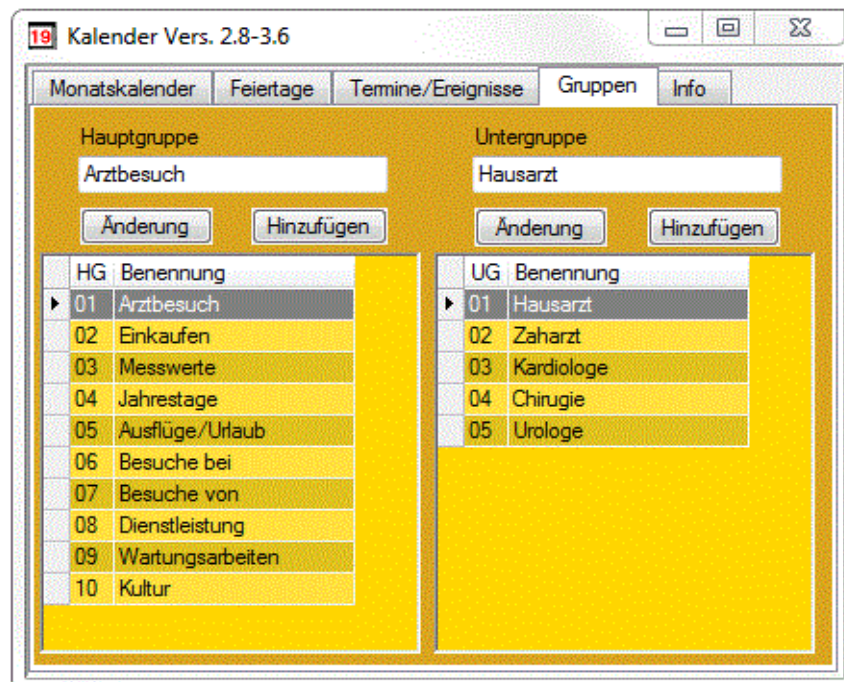 19 Kalender Vers. 2.8-3.6
Monatskalender Feiertage Termine/Ereignisse Gruppen Info
Hauptgruppe Untergruppe
Arztbesuch Hausarzt
Änderung Hinzufügen Änderung Hinzufügen
HG Benennung UG Benennung
01 Arztbesuch 01 Hausarzt
02 Einkaufen 02 Zaharzt
03 Messwerte 03 Kardiologe
04 Jahrestage 04 Chirugie
05 Ausflüge/Urlaub 05 Urologe
06 Besuche bei
07 Besuche von
08 Dienstleistung
09 Wartungsarbeiten
10 Kultur